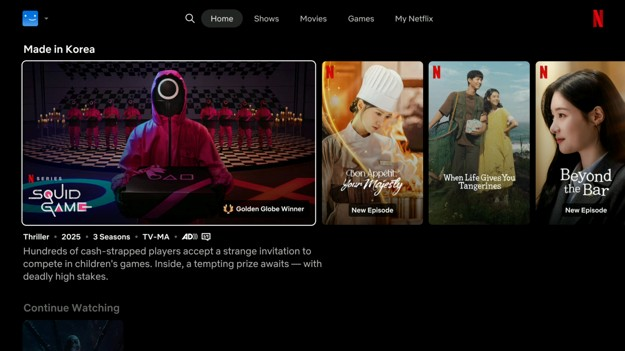 Home
Shows
Movies
Games
My Netflix
N
Made in Korea
N SERIES
SQUID
GAME
Golden Globe Winner
N
Bon Appétit,
Your Majesty
New Episode
N
When Life Gives You
Tangerines
N
Beyond
the Bar
New Episode
Thriller • 2025 • 3 Seasons • TV-MA • AD
Hundreds of cash-strapped players accept a strange invitation to
compete in children's games. Inside, a tempting prize awaits — with
deadly high stakes.
Continue Watching